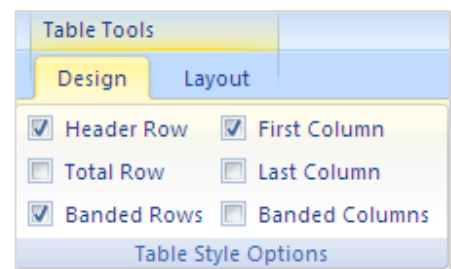 Table Tools
Design Layout
Header Row First Column
Total Row Last Column
Banded Rows Banded Columns
Table Style Options